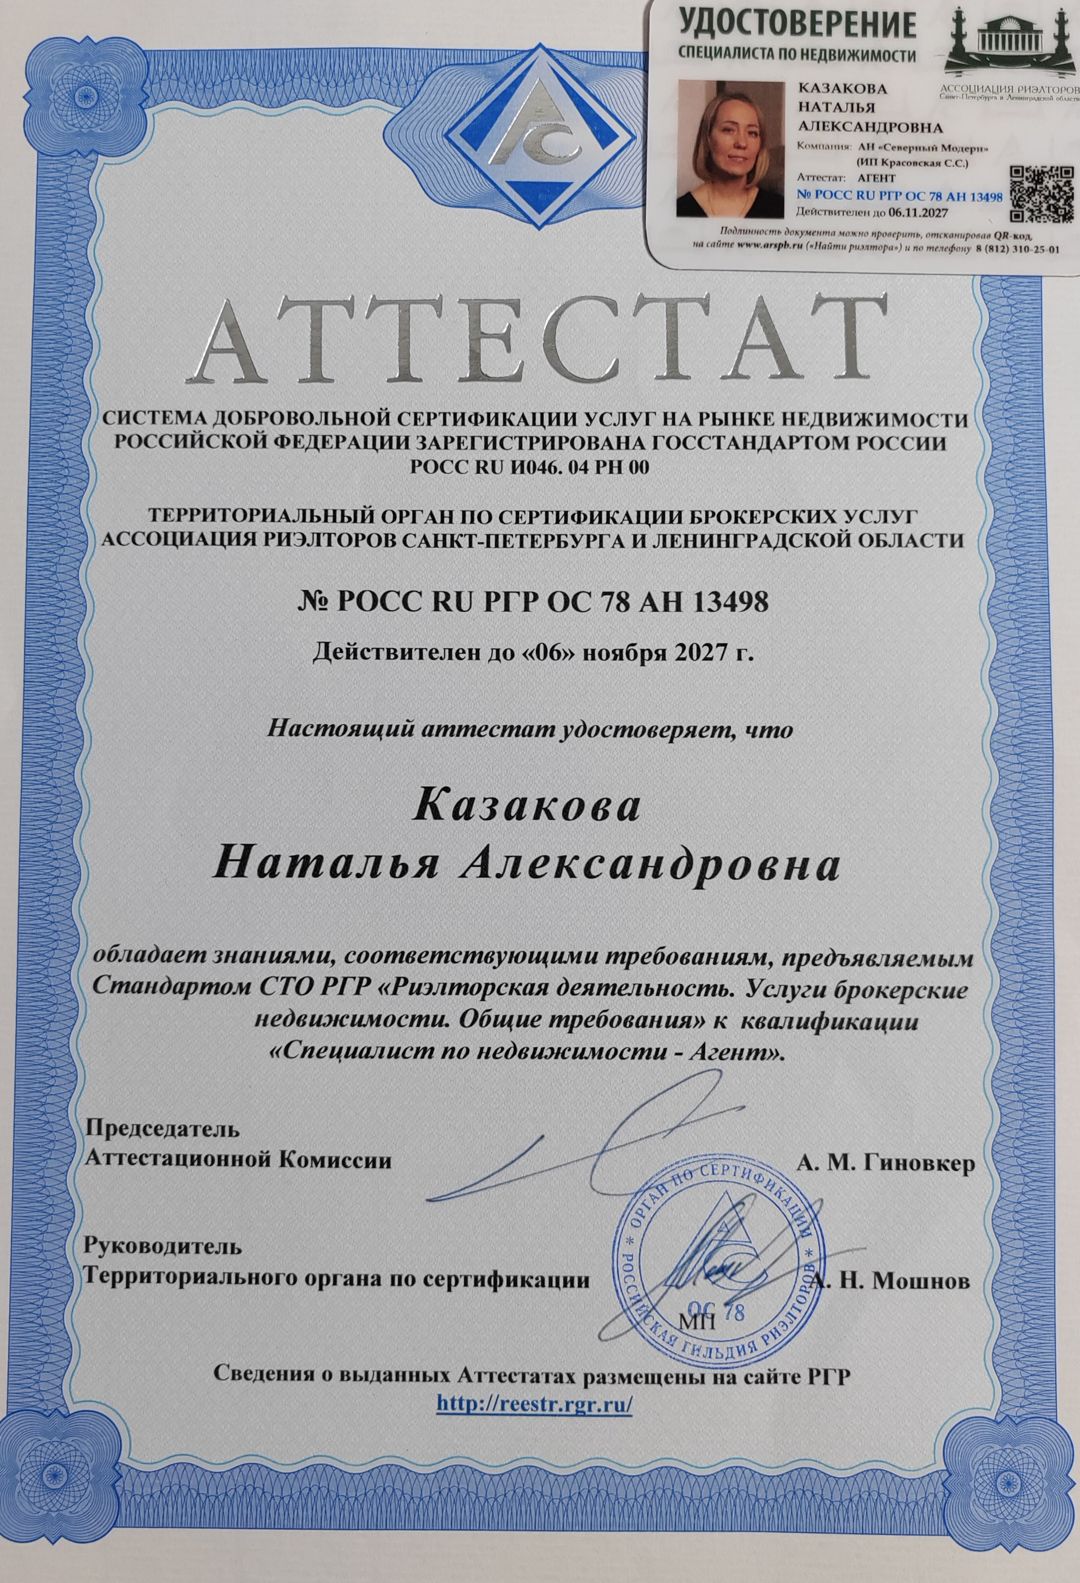 УДОСТОВЕРЕНИЕ
СПЕЦИАЛИСТА ПО НЕДВИЖИМОСТИ
АССОЦИАЦИЯ РИЭЛТОРОВ
Санкт-Петербурга и Ленинградской области
КАЗАКОВА
НАТАЛЬЯ
АЛЕКСАНДРОВНА
Компания: АН «Северный Модерн»
(ИП Красовская С.С.)
Аттестат: АГЕНТ
№ РОСС RU РГР ОС 78 АН 13498
Действителен до 06.11.2027
Подлинность документа можно проверить, отсканировав QR-код,
на сайте www.arspb.ru («Найти риэлтора») и по телефону 8 (812) 310-25-01
АС
АТТЕСТАТ
СИСТЕМА ДОБРОВОЛЬНОЙ СЕРТИФИКАЦИИ УСЛУГ НА РЫНКЕ НЕДВИЖИМОСТИ
РОССИЙСКОЙ ФЕДЕРАЦИИ ЗАРЕГИСТРИРОВАНА ГОССТАНДАРТОМ РОССИИ
РОСС RU И046. 04 РН 00
ТЕРРИТОРИАЛЬНЫЙ ОРГАН ПО СЕРТИФИКАЦИИ БРОКЕРСКИХ УСЛУГ
АССОЦИАЦИЯ РИЭЛТОРОВ САНКТ-ПЕТЕРБУРГА И ЛЕНИНГРАДСКОЙ ОБЛАСТИ
№ РОСС RU РГР ОС 78 АН 13498
Действителен до «06» ноября 2027 г.
Настоящий аттестат удостоверяет, что
Казакова
Наталья Александровна
обладает знаниями, соответствующими требованиям, предъявляемым
Стандартом СТО РГР «Риэлторская деятельность. Услуги брокерские
недвижимости. Общие требования» к квалификации
«Специалист по недвижимости - Агент».
Председатель
Аттестационной Комиссии
А. М. Гиновкер
Руководитель
Территориального органа по сертификации
А. Н. Мошнов
МП
* ОРГАН ПО СЕРТИФИКАЦИИ *
РОССИЙСКАЯ ГИЛЬДИЯ РИЭЛТОРОВ
ОС 78
Сведения о выданных Аттестатах размещены на сайте РГР
http://reestr.rgr.ru/